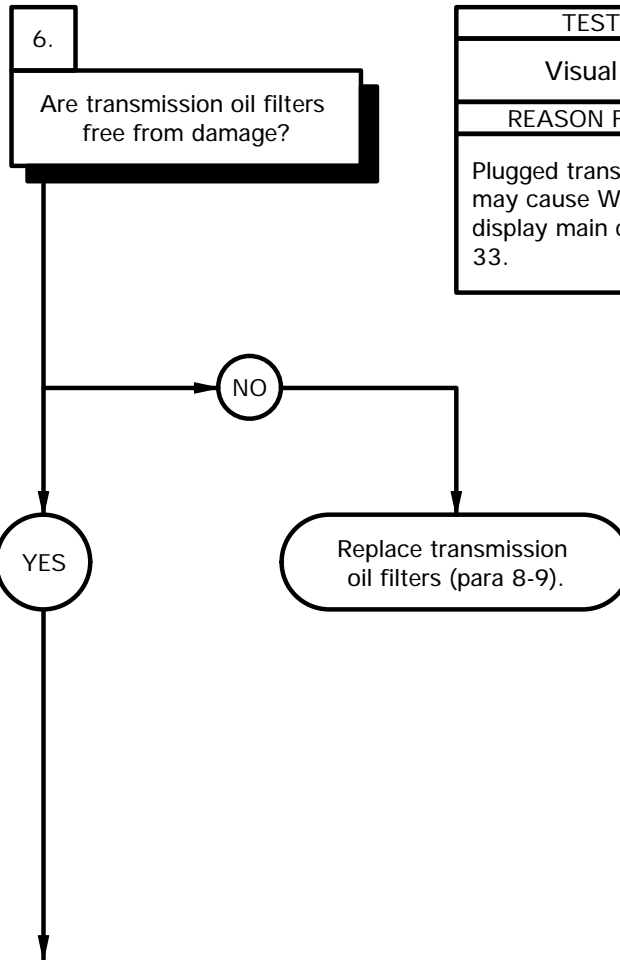 6.
Are transmission oil filters
free from damage?
TEST
Visual
REASON
Plugged
may cause
display main
33.
NO
YES
Replace transmission
oil filters (para 8-9).